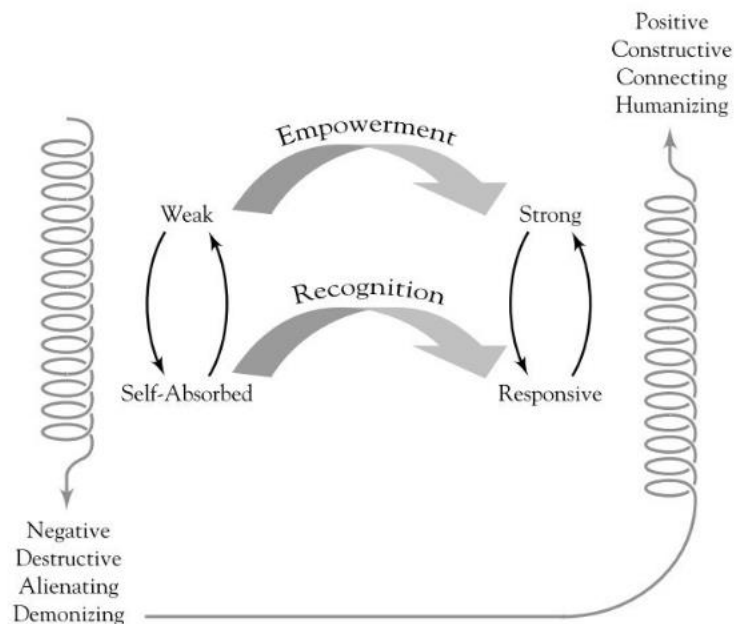 Positive
Constructive
Connecting
Humanizing
Empowerment
Weak
Strong
Recognition
Self-Absorbed
Responsive
Negative
Destructive
Alienating
Demonizing